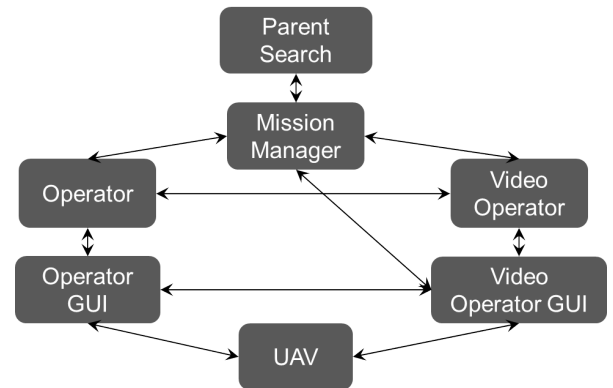 Parent
Search
Mission
Manager
Operator
Video
Operator
Operator
GUI
Video
Operator GUI
UAV